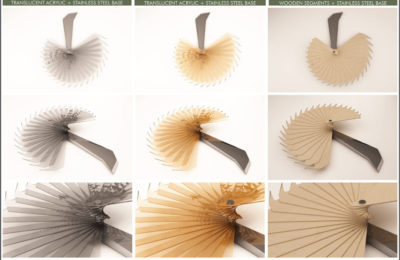 TRANSLUCENT ACRYLIC + STAINLESS STEEL BASE
TRANSLUCENT ACRYLIC + STAINLESS STEEL BASE
WOODEN SEGMENTS + STAINLESS STEEL BASE